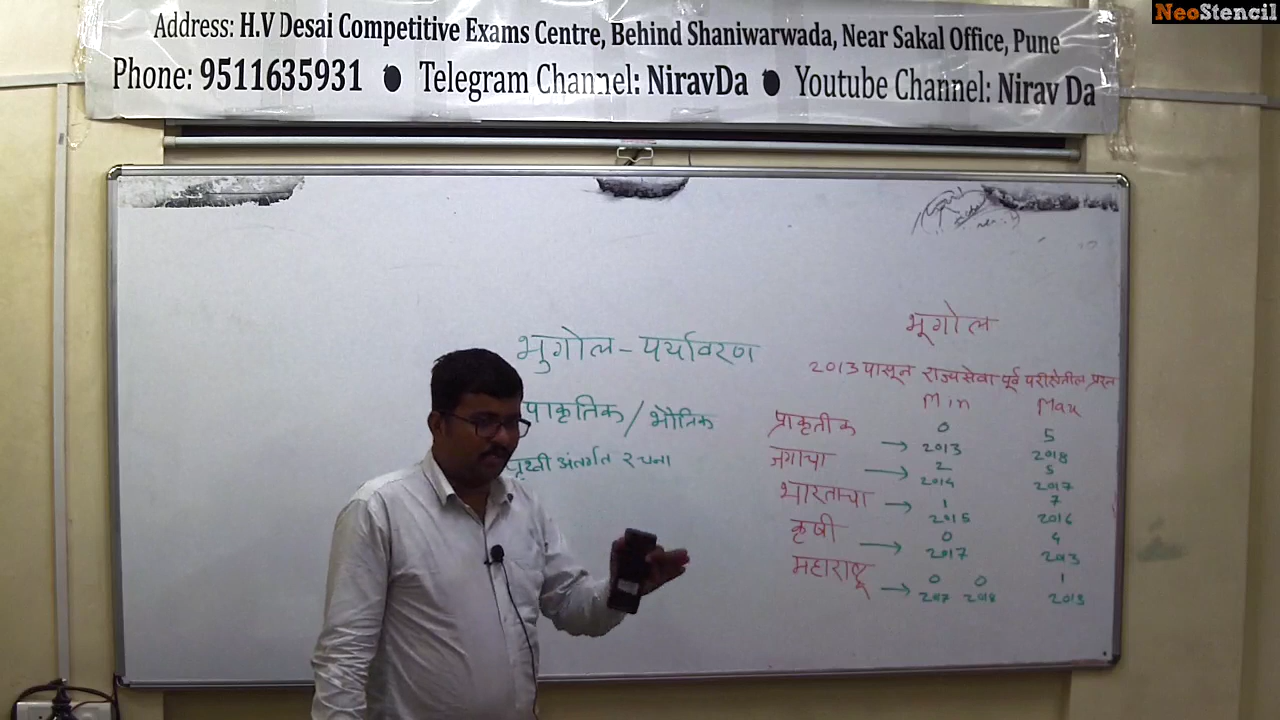 NeoStencil
Address: H.V Desai Competitive Exams Centre, Behind Shaniwarwada, Near Sakal Office, Pune
Phone: 9511635931 ● Telegram Channel: NiravDa ● Youtube Channel: Nirav Da
भुगोल - पर्यावरण
प्राकृतिक / भौतिक
पृथ्वी अंतर्गत रचना
भूगोल
2013 पासून राज्यसेवा पूर्व परीक्षेतील प्रश्न
Min Max
प्राकृतीक → 0 5
2013 2018
जगाचा → 2 5
2014 2017
भारताचा → 1 7
2015 2016
कृषी → 0 4
2017 2013
महाराष्ट्र → 0 0 1
2017 2018 2013